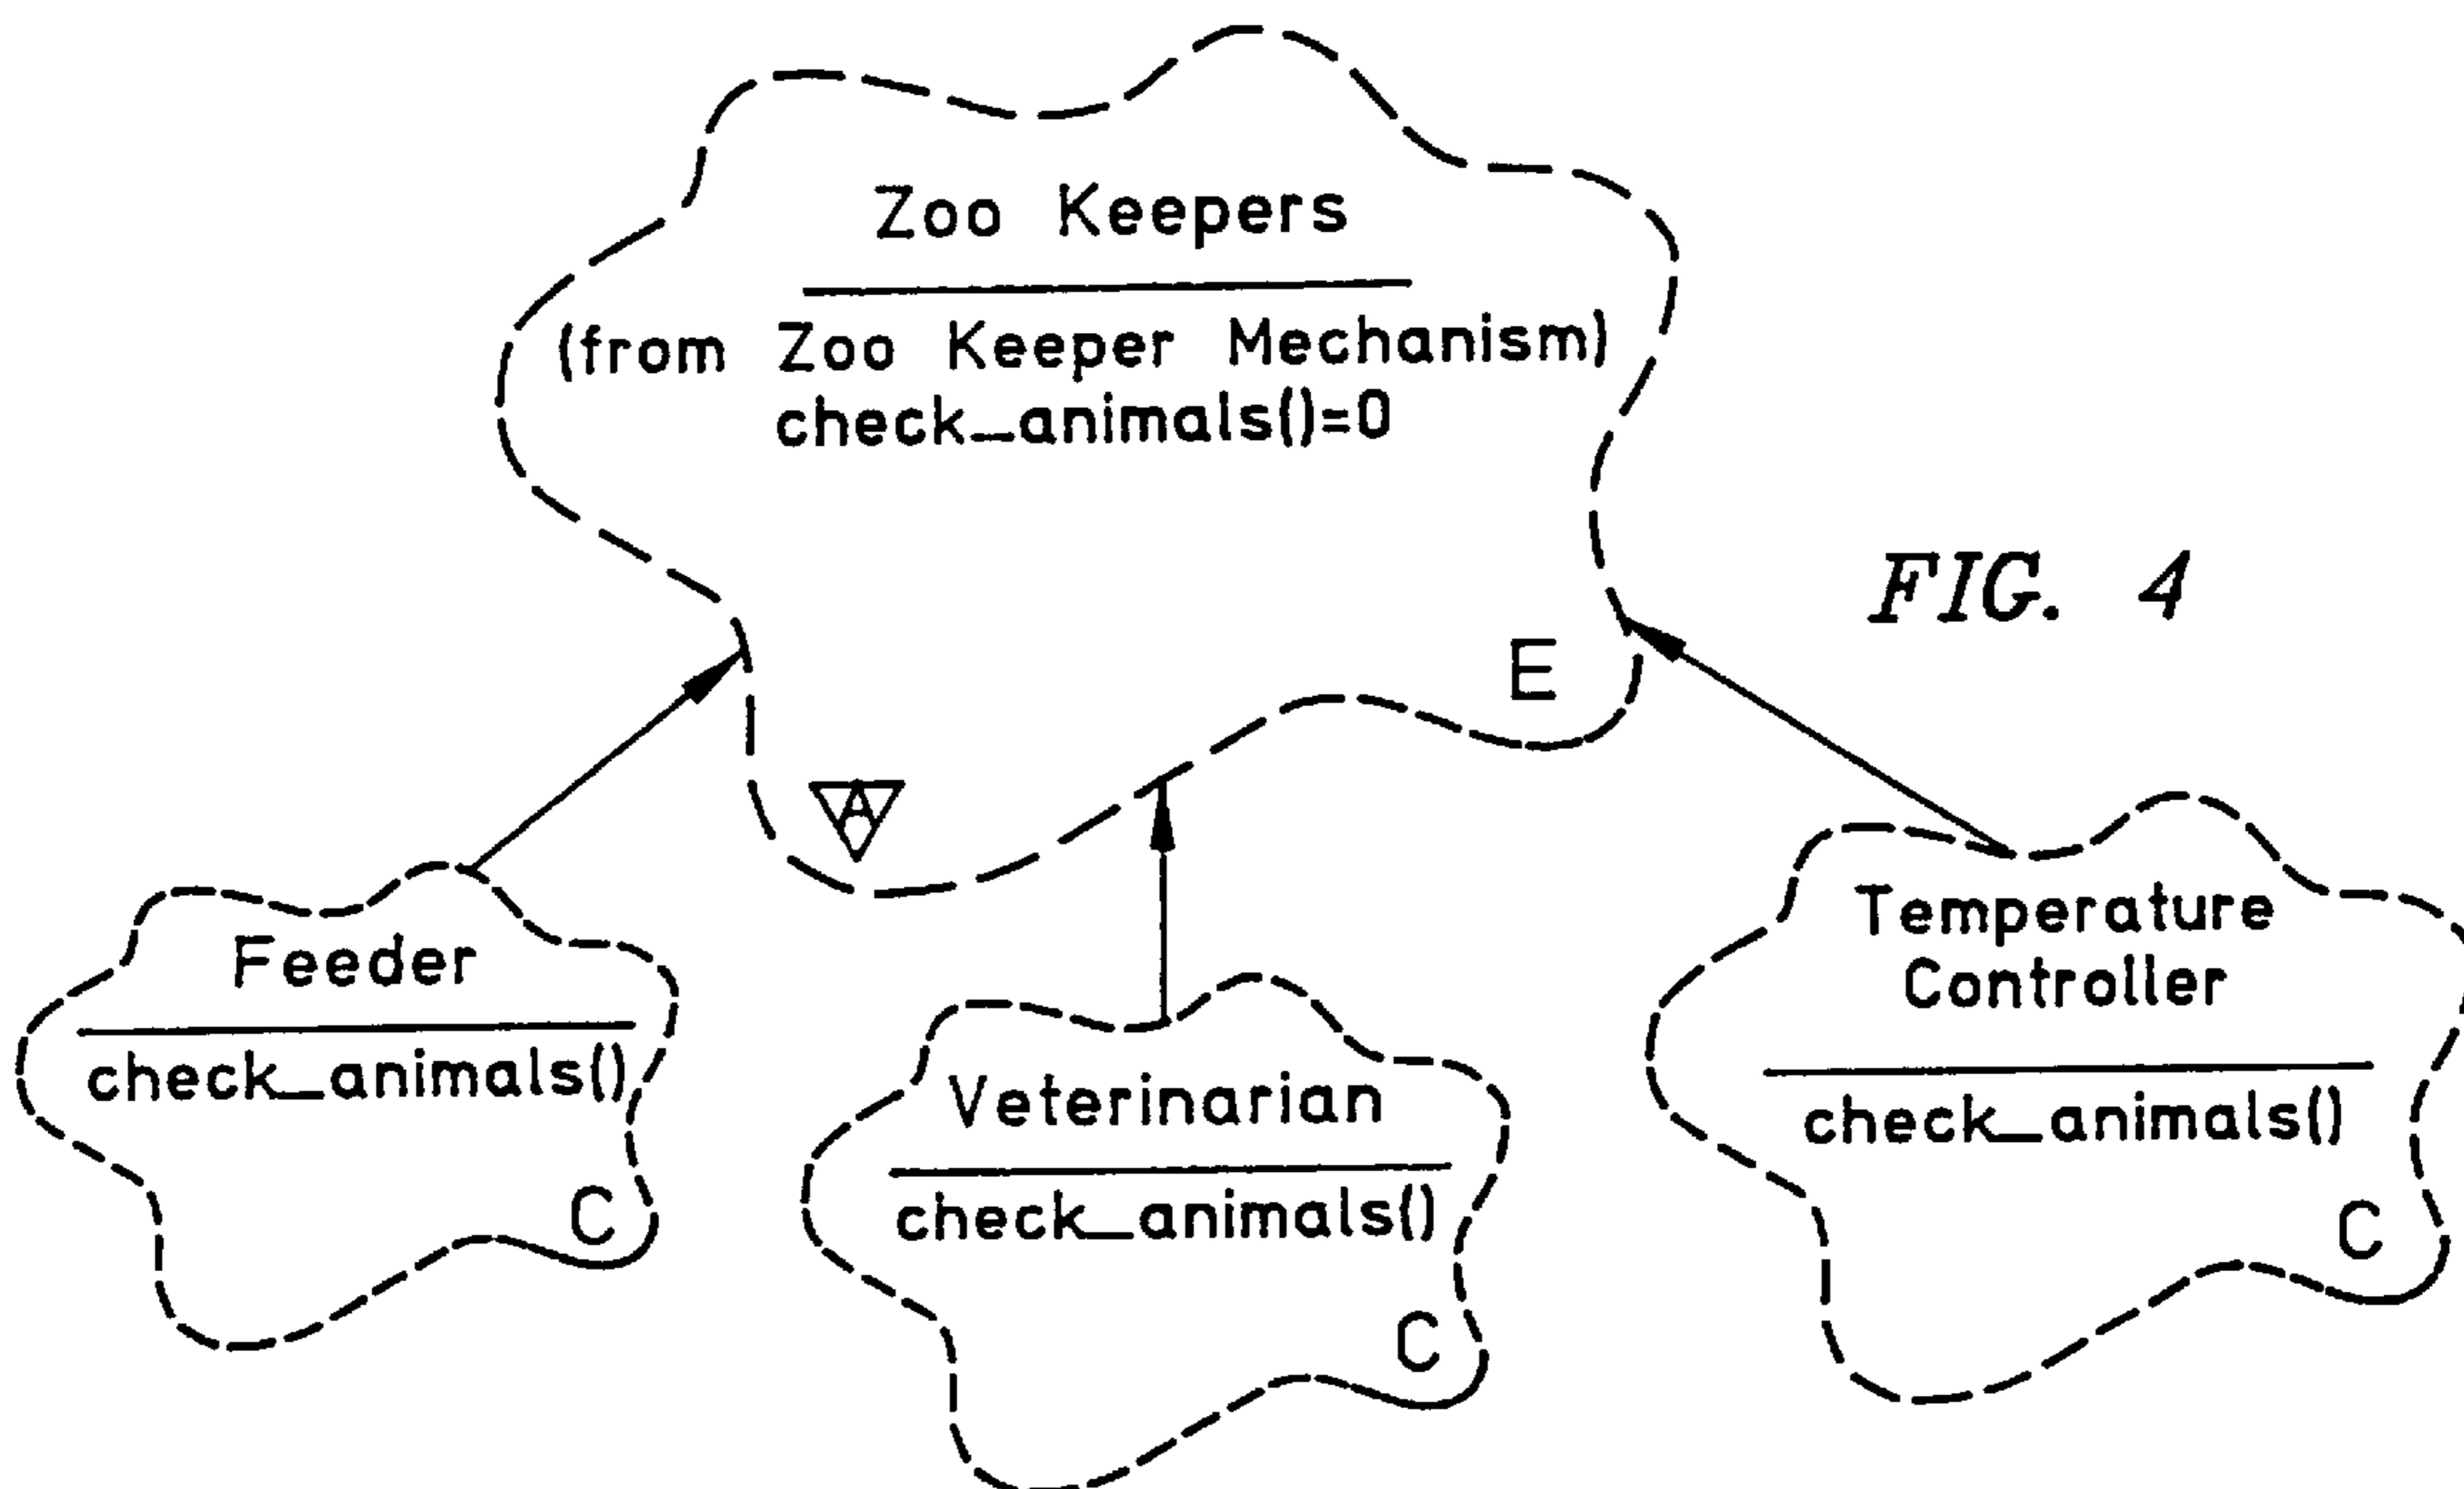 Zoo Keepers
(from Zoo Keeper Mechanism)
check_animals()=0
E
A
FIG. 4
Feeder
check_animals()
C
Veterinarian
check_animals()
C
Temperature
Controller
check_animals()
C